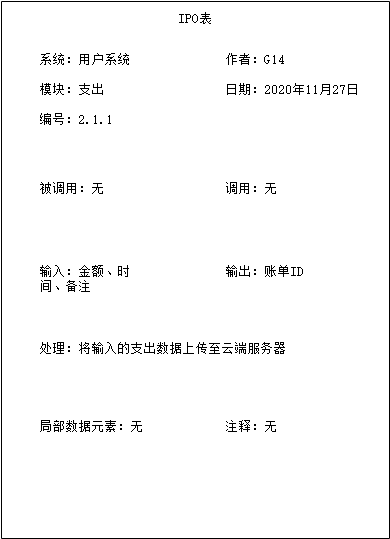 IPO表
系统：用户系统
作者：G14
模块：支出
日期：2020年11月27日
编号：2.1.1
被调用：无
调用：无
输入：金额、时
间、备注
输出：账单ID
处理：将输入的支出数据上传至云端服务器
局部数据元素：无
注释：无